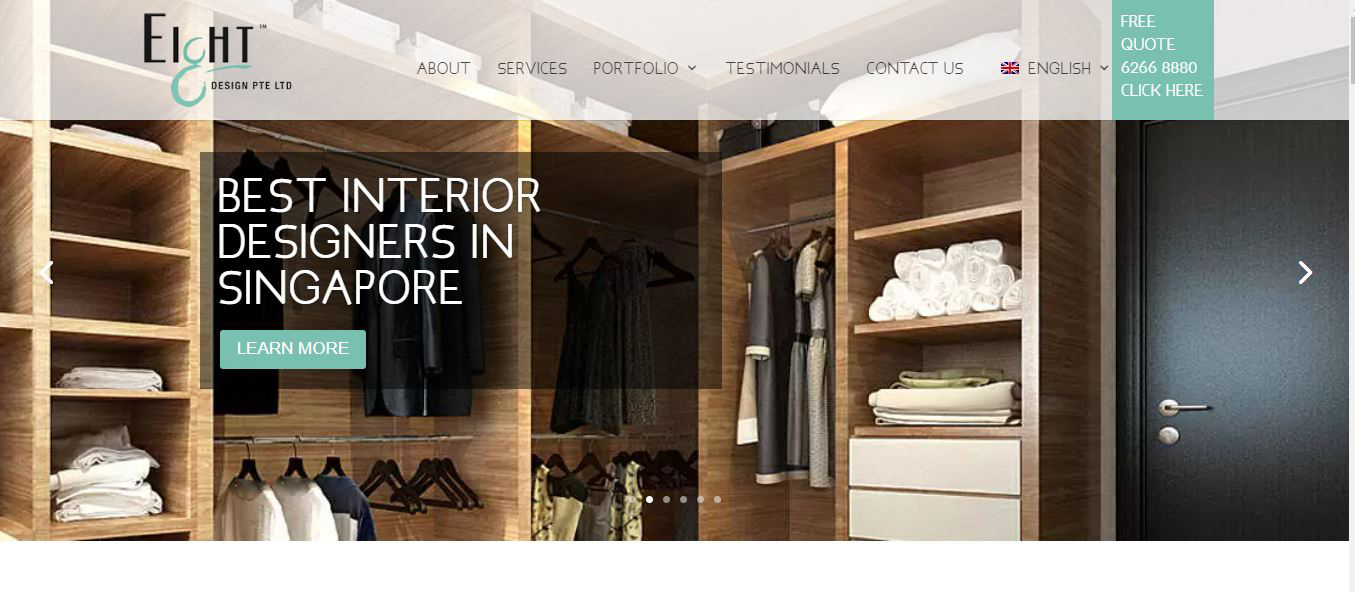 EIGHT™
DESIGN PTE LTD
ABOUT
SERVICES
PORTFOLIO
TESTIMONIALS
CONTACT US
ENGLISH
FREE
QUOTE
6266 8880
CLICK HERE
BEST INTERIOR
DESIGNERS IN
SINGAPORE
LEARN MORE